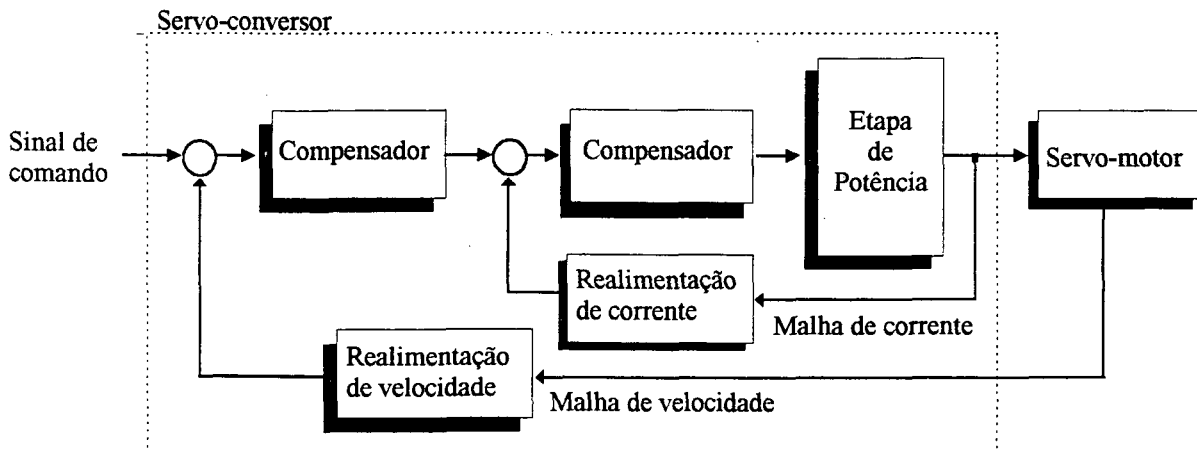 Servo-conversor
Sinal de
comando
Compensador
Compensador
Etapa
de
Potência
Servo-motor
Realimentação
de corrente
Malha de corrente
Realimentação
de velocidade
Malha de velocidade